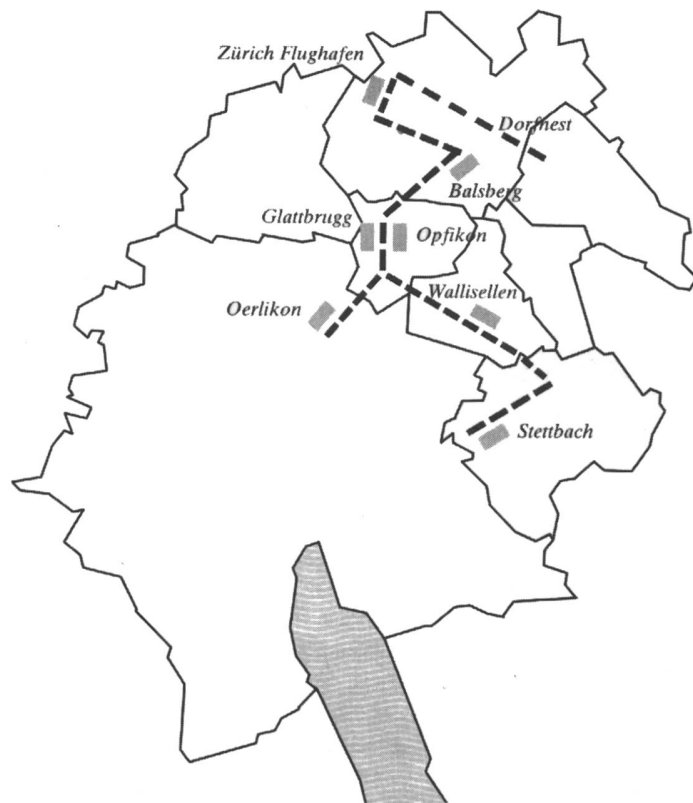 Zürich Flughafen
Dorfnest
Balsberg
Glattbrugg
Opfikon
Wallisellen
Oerlikon
Stettbach